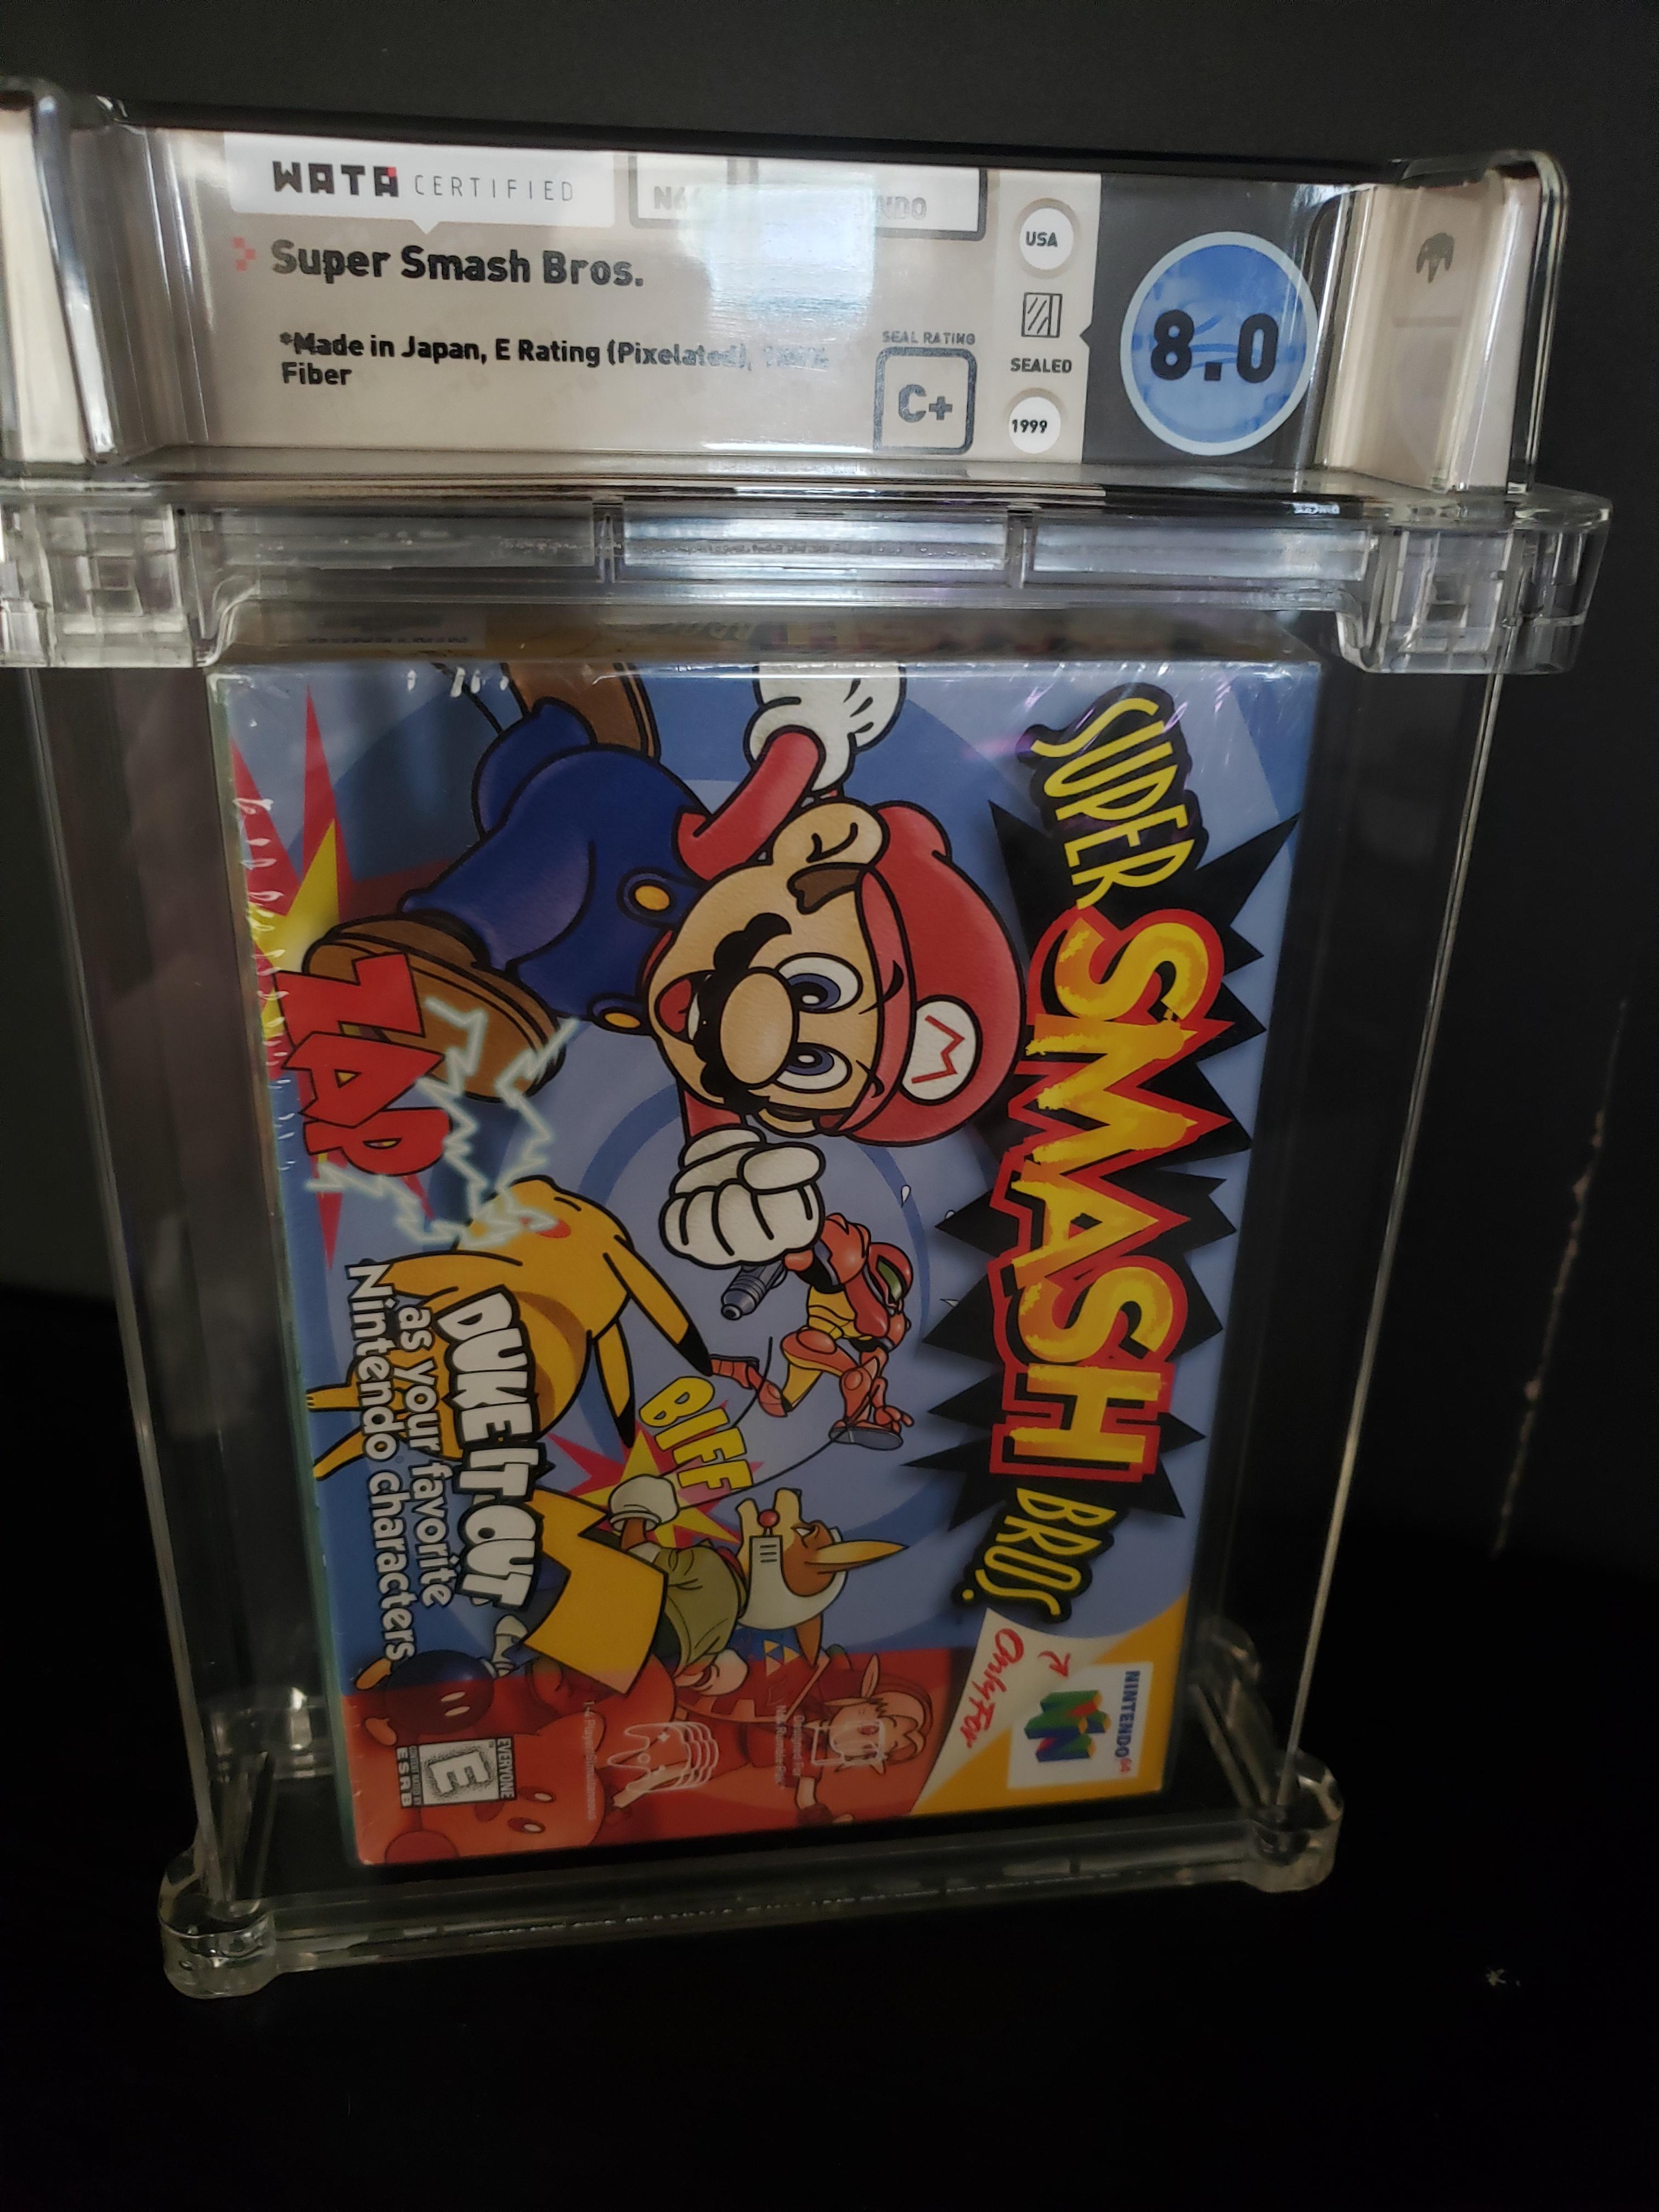 WATA CERTIFIED
Super Smash Bros.
*Made in Japan, E Rating (Pixelated),
Fiber
SEAL RATING
C+
USA
SEALED
1999
8.0
SUPER
SMASH
BROS.
ZAP
BIFF
DUKE IT OUT
as your favorite
Nintendo characters
Only For
NINTENDO 64
EVERYONE
E
ESRB